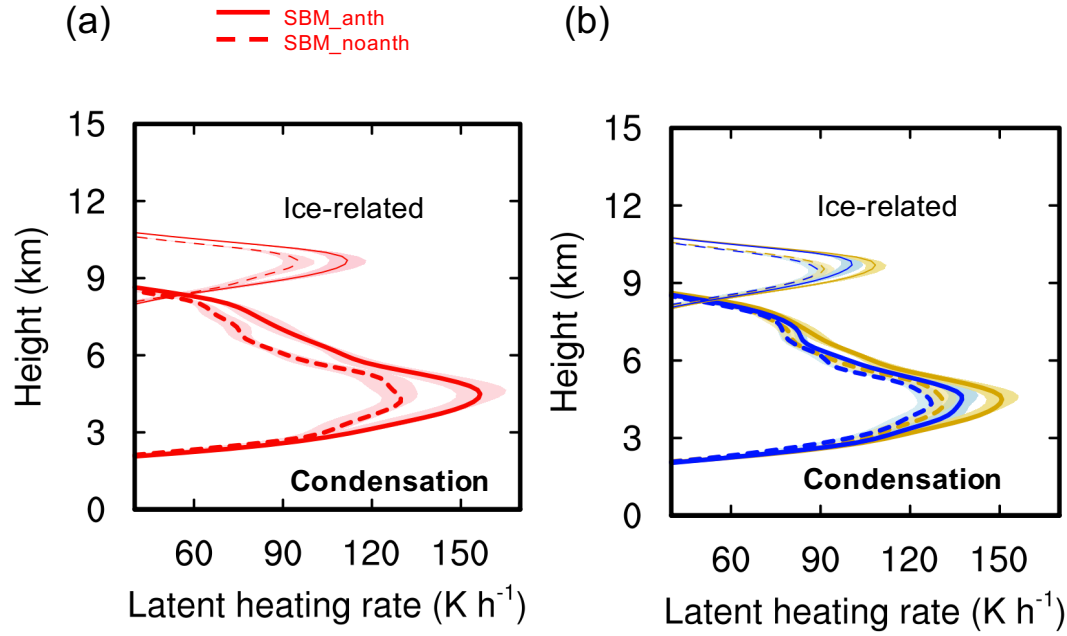 (a)
SBM_anth
SBM_noanth
(b)
15
12
9
6
3
0
Height (km)
Ice-related
Condensation
60 90 120 150
Latent heating rate (K h⁻¹)
15
12
9
6
3
0
Height (km)
Ice-related
Condensation
60 90 120 150
Latent heating rate (K h⁻¹)